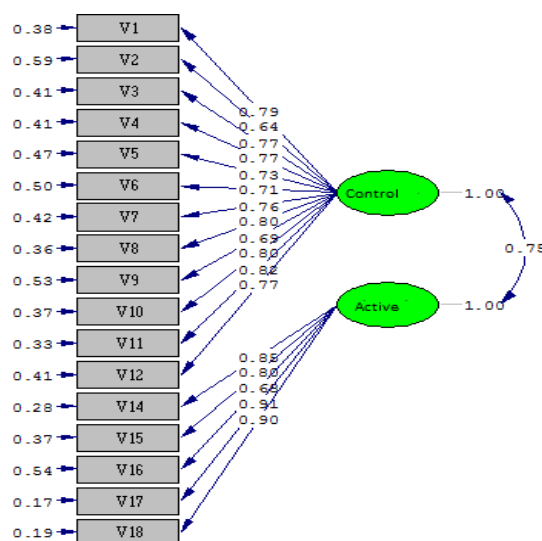 0.38 V1
0.59 V2
0.41 V3
0.41 V4
0.47 V5
0.50 V6
0.42 V7
0.36 V8
0.53 V9
0.37 V10
0.33 V11
0.41 V12
0.28 V14
0.37 V15
0.54 V16
0.17 V17
0.19 V18
0.79
0.64
0.77
0.77
0.73
0.71
0.76
0.80
0.69
0.80
0.82
0.77
0.85
0.80
0.68
0.91
0.90
Control 1.00
Active 1.00
0.75